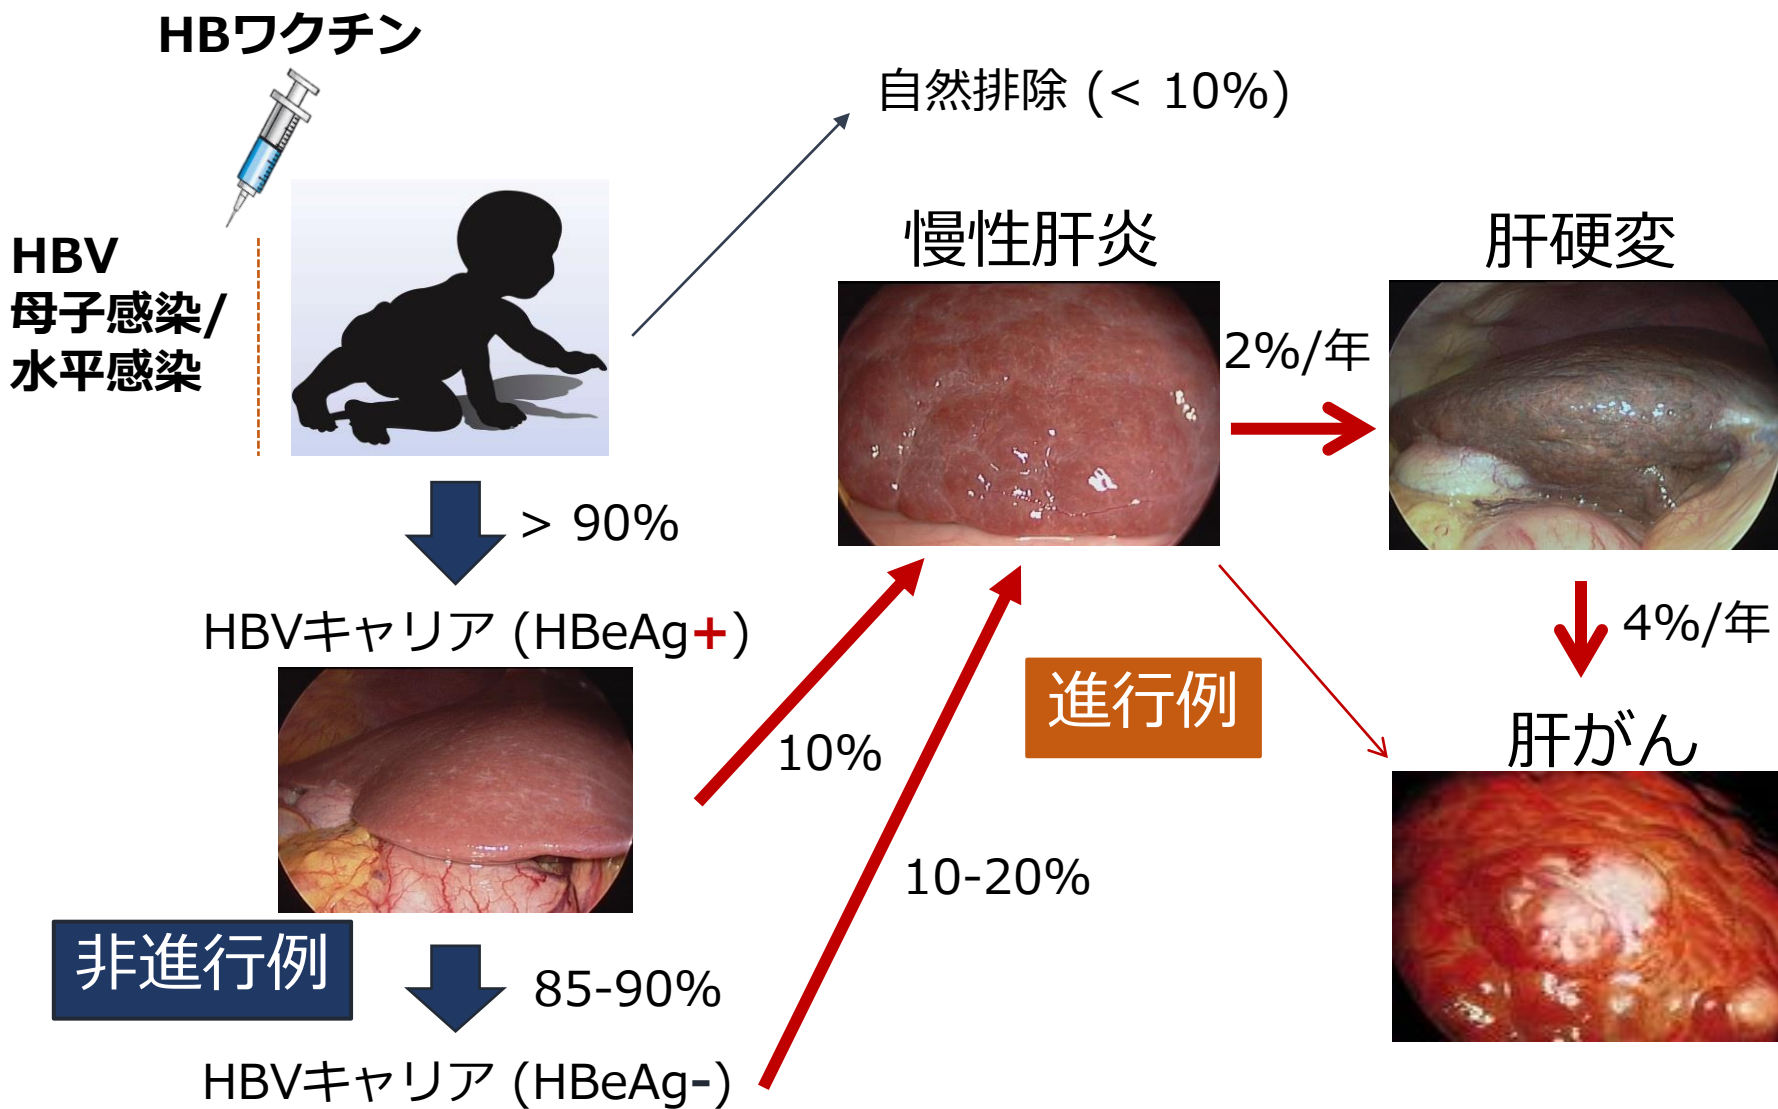 HBワクチン
自然排除 (< 10%)
HBV
母子感染/
水平感染
慢性肝炎
肝硬変
2%/年
> 90%
HBVキャリア (HBeAg+)
4%/年
進行例
肝がん
10%
10-20%
非進行例
85-90%
HBVキャリア (HBeAg-)